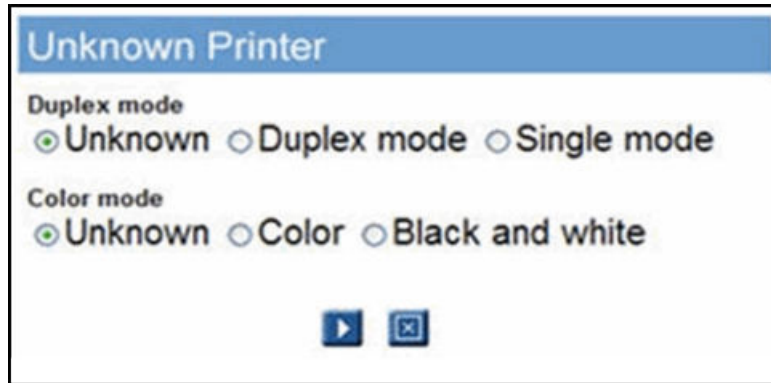 Unknown Printer
Duplex mode
Unknown Duplex mode Single mode
Color mode
Unknown Color Black and white